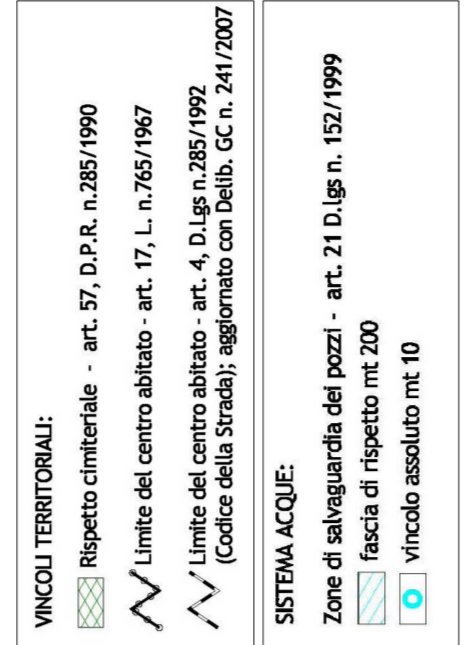 VINCOLI TERRITORIALI:
Rispetto cimiteriale - art. 57, D.P.R. n.285/1990
Limite del centro abitato - art. 17, L. n.765/1967
Limite del centro abitato - art. 4, D.Lgs n.285/1992
(Codice della Strada); aggiornato con Delib. GC n. 241/2007
SISTEMA ACQUE:
Zone di salvaguardia dei pozzi - art. 21 D.lgs n. 152/1999
fascia di rispetto mt 200
vincolo assoluto mt 10